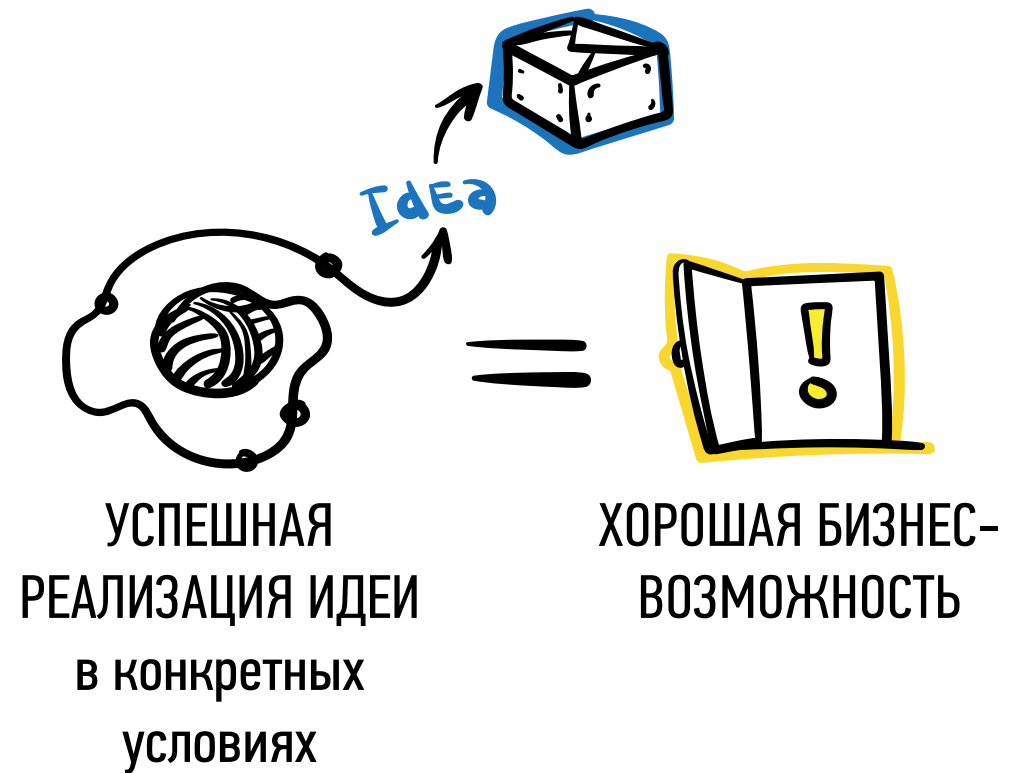 IdEa
УСПЕШНАЯ
РЕАЛИЗАЦИЯ ИДЕИ
в конкретных
условиях
!
ХОРОШАЯ БИЗНЕС-
ВОЗМОЖНОСТЬ